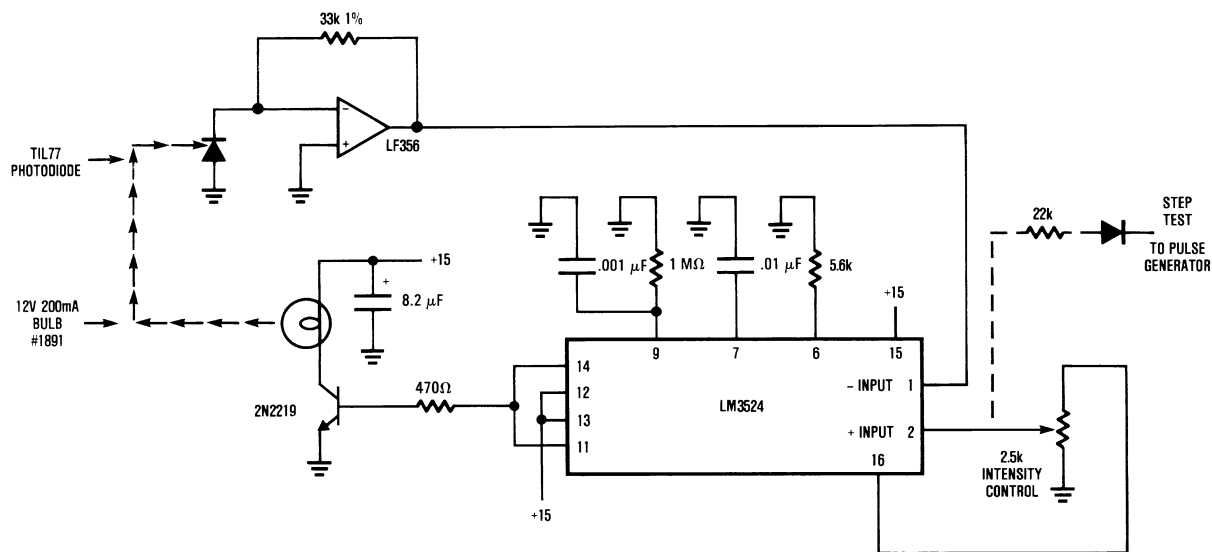 33k 1%
−
+
LF356
TIL77
PHOTODIODE
12V 200mA
BULB
#1891
+15
+
8.2 µF
2N2219
470Ω
+15
.001 µF
1 MΩ
.01 µF
5.6k
+15
9
7
6
15
14
12
13
11
LM3524
− INPUT 1
+ INPUT 2
16
22k
STEP
TEST
TO PULSE
GENERATOR
2.5k
INTENSITY
CONTROL